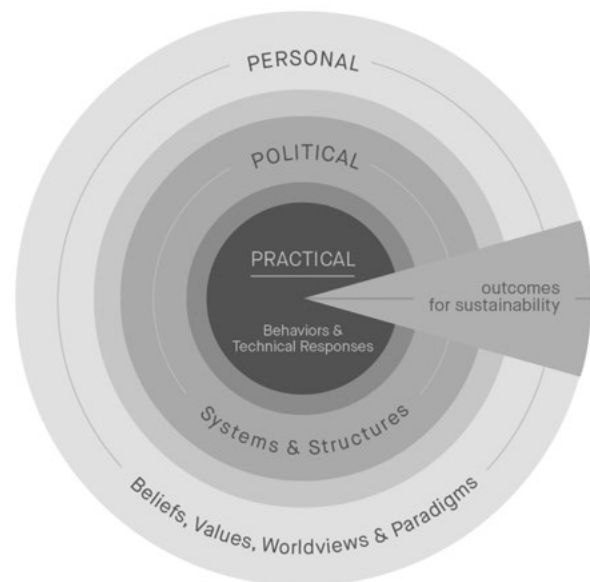 PERSONAL
POLITICAL
PRACTICAL
Behaviors &
Technical Responses
outcomes
for sustainability
Systems & Structures
Beliefs, Values, Worldviews & Paradigms